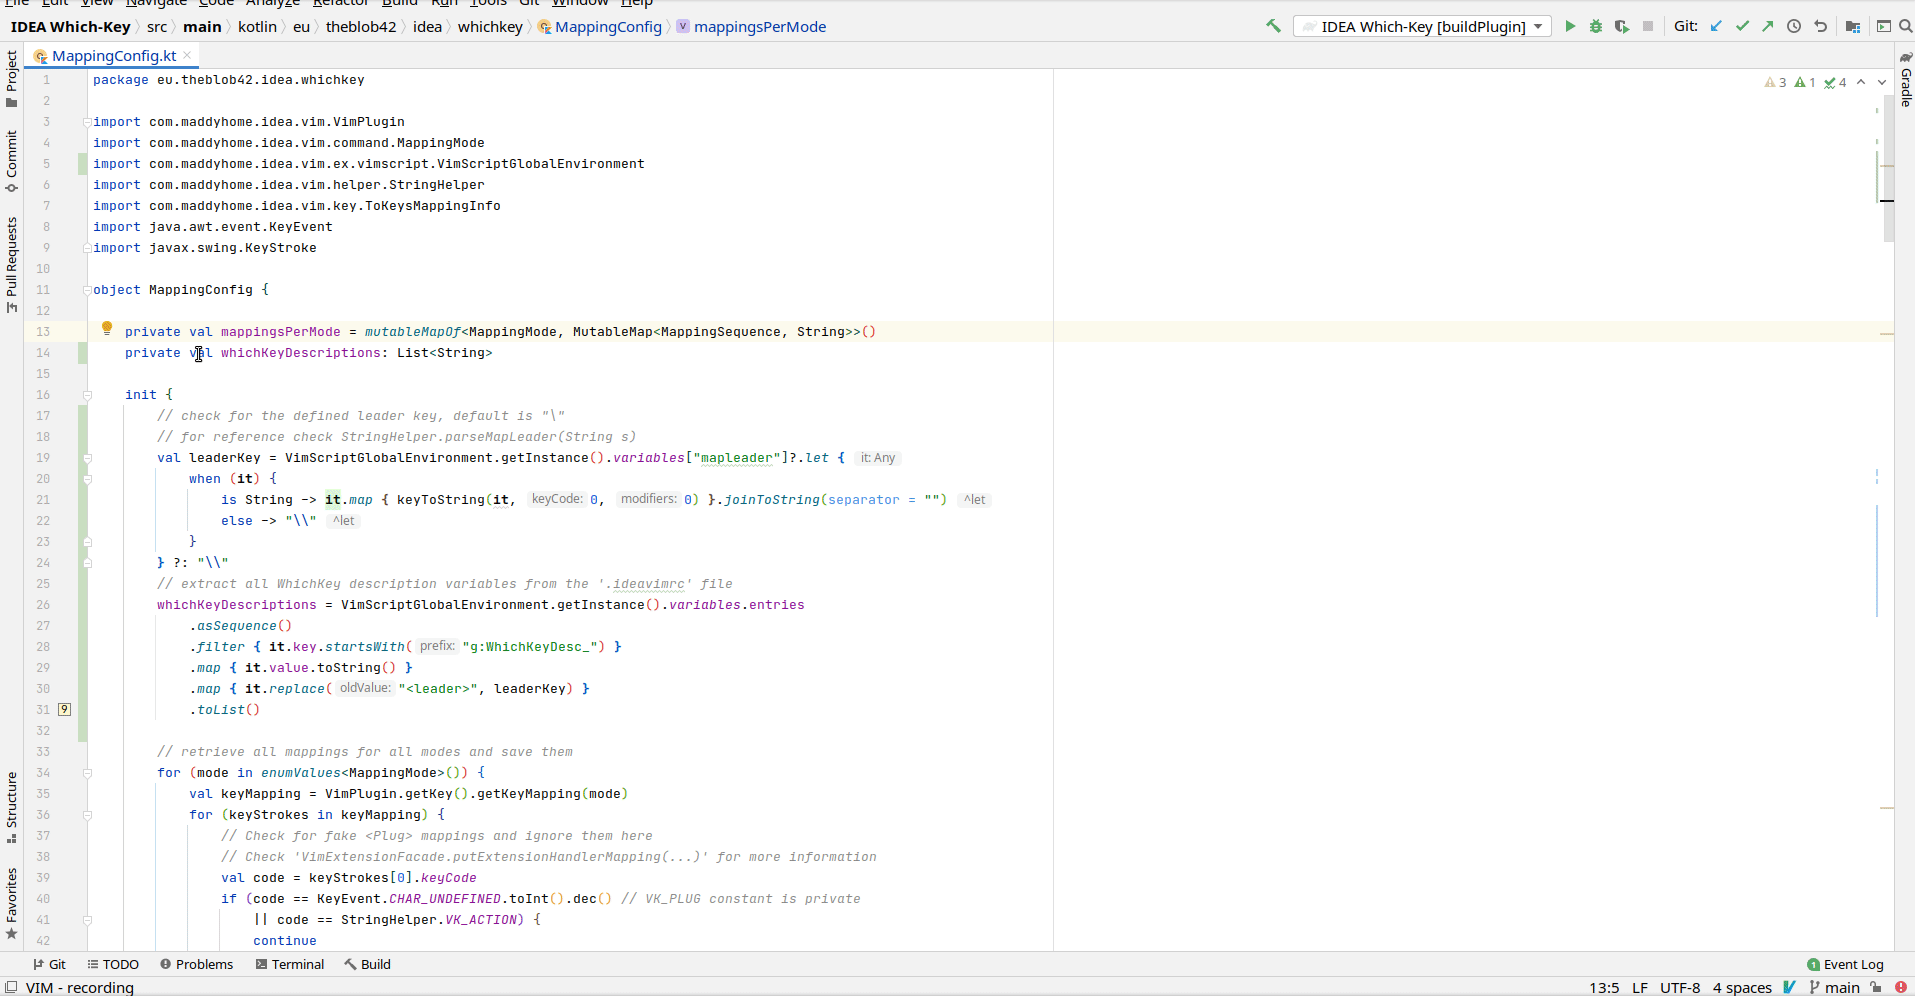 File Edit View Navigate Code Analyze Refactor Build Run Tools Git Window Help
IDEA Which-Key src main kotlin eu theblob42 idea whichkey MappingConfig mappingsPerMode IDEA Which-Key [buildPlugin] Git:
Project
Commit
Pull Requests
Structure
Favorites
Gradle
MappingConfig.kt
3 1 4
1 package eu.theblob42.idea.whichkey
2
3 import com.maddyhome.idea.vim.VimPlugin
4 import com.maddyhome.idea.vim.command.MappingMode
5 import com.maddyhome.idea.vim.ex.vimscript.VimScriptGlobalEnvironment
6 import com.maddyhome.idea.vim.helper.StringHelper
7 import com.maddyhome.idea.vim.key.ToKeysMappingInfo
8 import java.awt.event.KeyEvent
9 import javax.swing.KeyStroke
10
11 object MappingConfig {
12
13 private val mappingsPerMode = mutableMapOf<MappingMode, MutableMap<MappingSequence, String>>()
14 private val whichKeyDescriptions: List<String>
15
16 init {
17 // check for the defined leader key, default is "\"
18 // for reference check StringHelper.parseMapLeader(String s)
19 val leaderKey = VimScriptGlobalEnvironment.getInstance().variables["mapleader"]?.let { it: Any
20 when (it) {
21 is String -> it.map { keyToString(it, keyCode: 0, modifiers: 0) }.joinToString(separator = "") ^let
22 else -> "\\" ^let
23 }
24 } ?: "\\"
25 // extract all WhichKey description variables from the '.ideavimrc' file
26 whichKeyDescriptions = VimScriptGlobalEnvironment.getInstance().variables.entries
27 .asSequence()
28 .filter { it.key.startsWith( prefix: "g:WhichKeyDesc_") }
29 .map { it.value.toString() }
30 .map { it.replace( oldValue: "<leader>", leaderKey) }
31 9 .toList()
32
33 // retrieve all mappings for all modes and save them
34 for (mode in enumValues<MappingMode>()) {
35 val keyMapping = VimPlugin.getKey().getKeyMapping(mode)
36 for (keyStrokes in keyMapping) {
37 // Check for fake <Plug> mappings and ignore them here
38 // Check 'VimExtensionFacade.putExtensionHandlerMapping(...)' for more information
39 val code = keyStrokes[0].keyCode
40 if (code == KeyEvent.CHAR_UNDEFINED.toInt().dec() // VK_PLUG constant is private
41 || code == StringHelper.VK_ACTION) {
42 continue
Git TODO Problems Terminal Build 1 Event Log
VIM - recording 13:5 LF UTF-8 4 spaces main